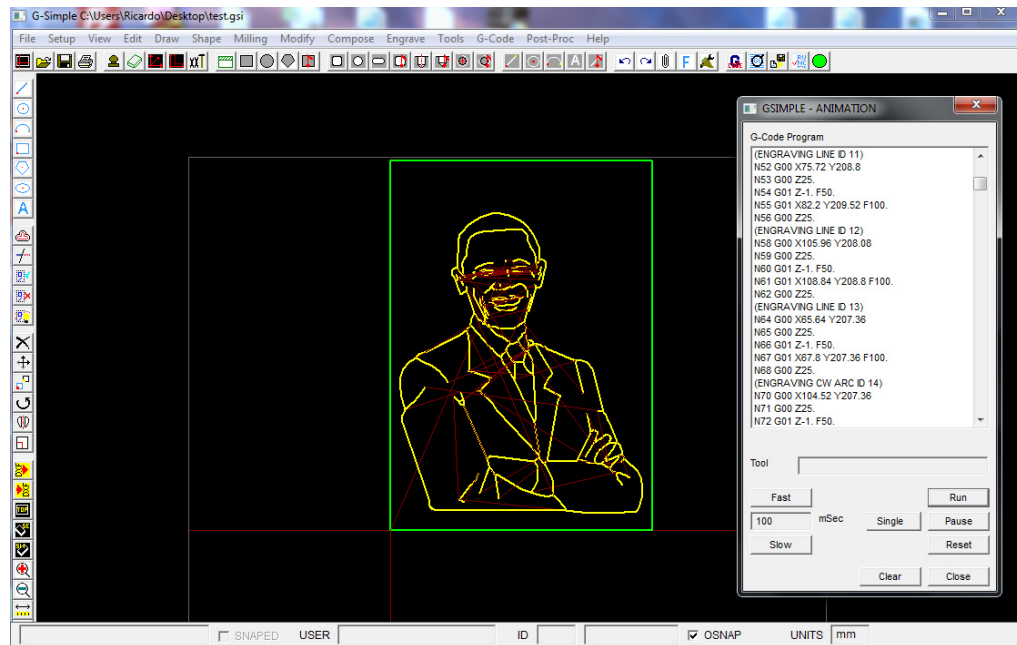 G-Simple C:\Users\Ricardo\Desktop\test.gsi
File Setup View Edit Draw Shape Milling Modify Compose Engrave Tools G-Code Post-Proc Help
GSIMPLE - ANIMATION
G-Code Program
(ENGRAVING LINE ID 11)
N52 G00 X75.72 Y208.8
N53 G00 Z25.
N54 G01 Z-1. F50.
N55 G01 X82.2 Y209.52 F100.
N56 G00 Z25.
(ENGRAVING LINE ID 12)
N58 G00 X105.96 Y208.08
N59 G00 Z25.
N60 G01 Z-1. F50.
N61 G01 X108.84 Y208.8 F100.
N62 G00 Z25.
(ENGRAVING LINE ID 13)
N64 G00 X65.64 Y207.36
N65 G00 Z25.
N66 G01 Z-1. F50.
N67 G01 X67.8 Y207.36 F100.
N68 G00 Z25.
(ENGRAVING CW ARC ID 14)
N70 G00 X104.52 Y207.36
N71 G00 Z25.
N72 G01 Z-1. F50.
Tool
Fast Run
100 mSec Single Pause
Slow Reset
Clear Close
SNAPED USER ID OSNAP UNITS mm